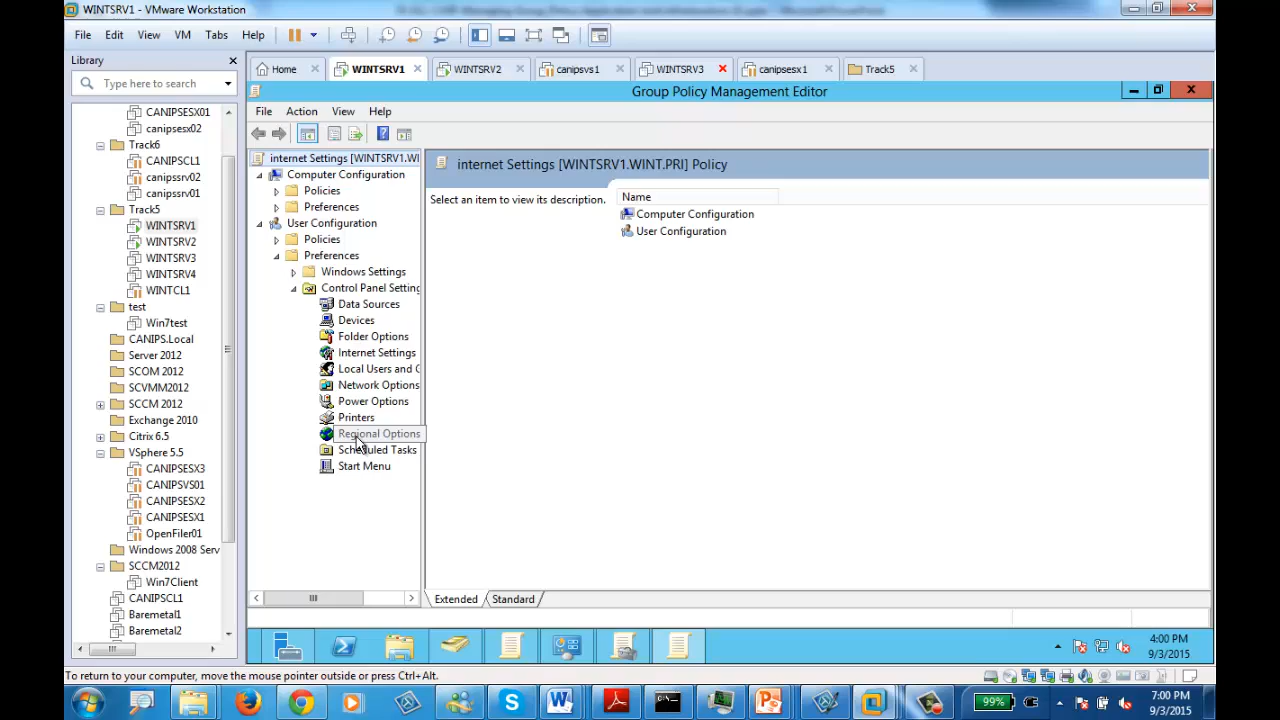 WINTSRV1 - VMware Workstation
File Edit View VM Tabs Help
Library
Type here to search
Home WINTSRV1 WINTSRV2 canipsvs1 WINTSRV3 canipsesx1 Track5
Group Policy Management Editor
File Action View Help
CANIPSESX01
canipsesx02
Track6
CANIPSCL1
canipssrv02
canipssrv01
Track5
WINTSRV1
WINTSRV2
WINTSRV3
WINTSRV4
WINTCL1
test
Win7test
CANIPS.Local
Server 2012
SCOM 2012
SCVMM2012
SCCM 2012
Exchange 2010
Citrix 6.5
VSphere 5.5
CANIPSESX3
CANIPSVS01
CANIPSESX2
CANIPSESX1
OpenFiler01
Windows 2008 Serv
SCCM2012
Win7Client
CANIPSCL1
Baremetal1
Baremetal2
internet Settings [WINTSRV1.WI
Computer Configuration
Policies
Preferences
User Configuration
Policies
Preferences
Windows Settings
Control Panel Setting
Data Sources
Devices
Folder Options
Internet Settings
Local Users and G
Network Options
Power Options
Printers
Regional Options
Scheduled Tasks
Start Menu
internet Settings [WINTSRV1.WINT.PRI] Policy
Select an item to view its description.
Name
Computer Configuration
User Configuration
Extended Standard
4:00 PM
9/3/2015
To return to your computer, move the mouse pointer outside or press Ctrl+Alt.
99%
7:00 PM
9/3/2015